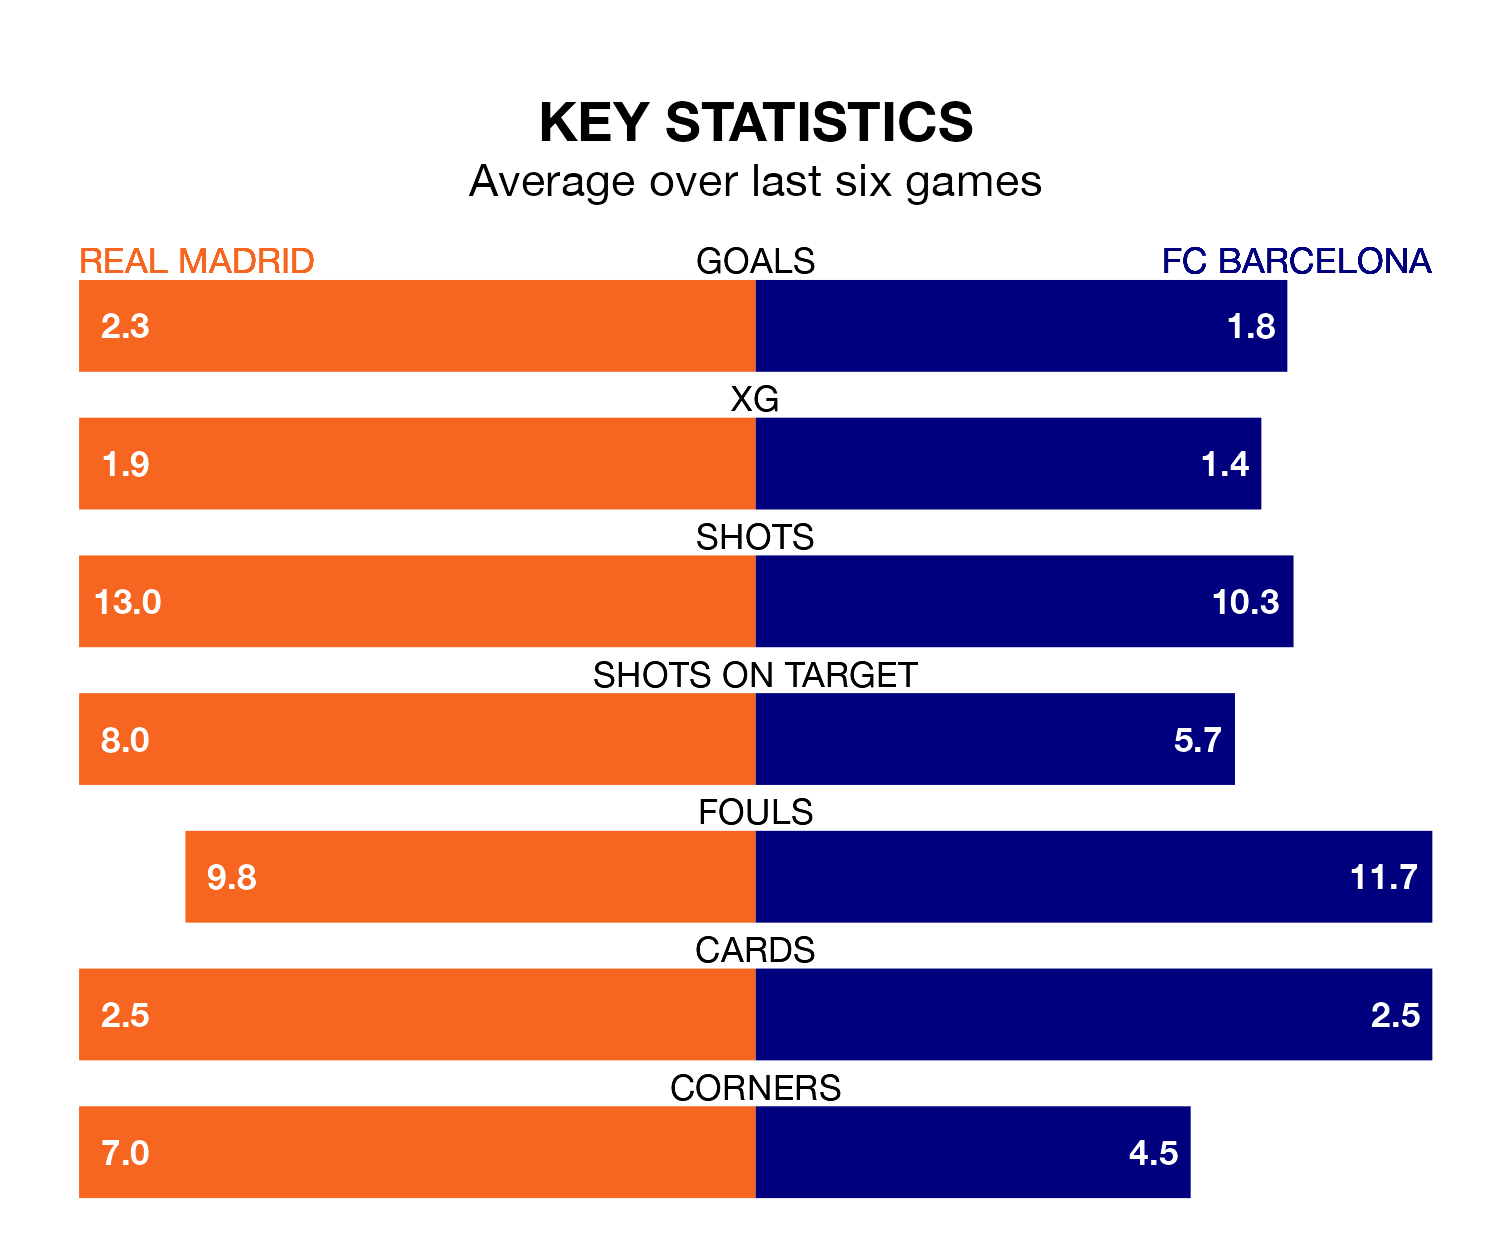 KEY STATISTICS
Average over last six games
REAL MADRID GOALS FC BARCELONA
2.3 1.8
XG
1.9 1.4
SHOTS
13.0 10.3
SHOTS ON TARGET
8.0 5.7
FOULS
9.8 11.7
CARDS
2.5 2.5
CORNERS
7.0 4.5